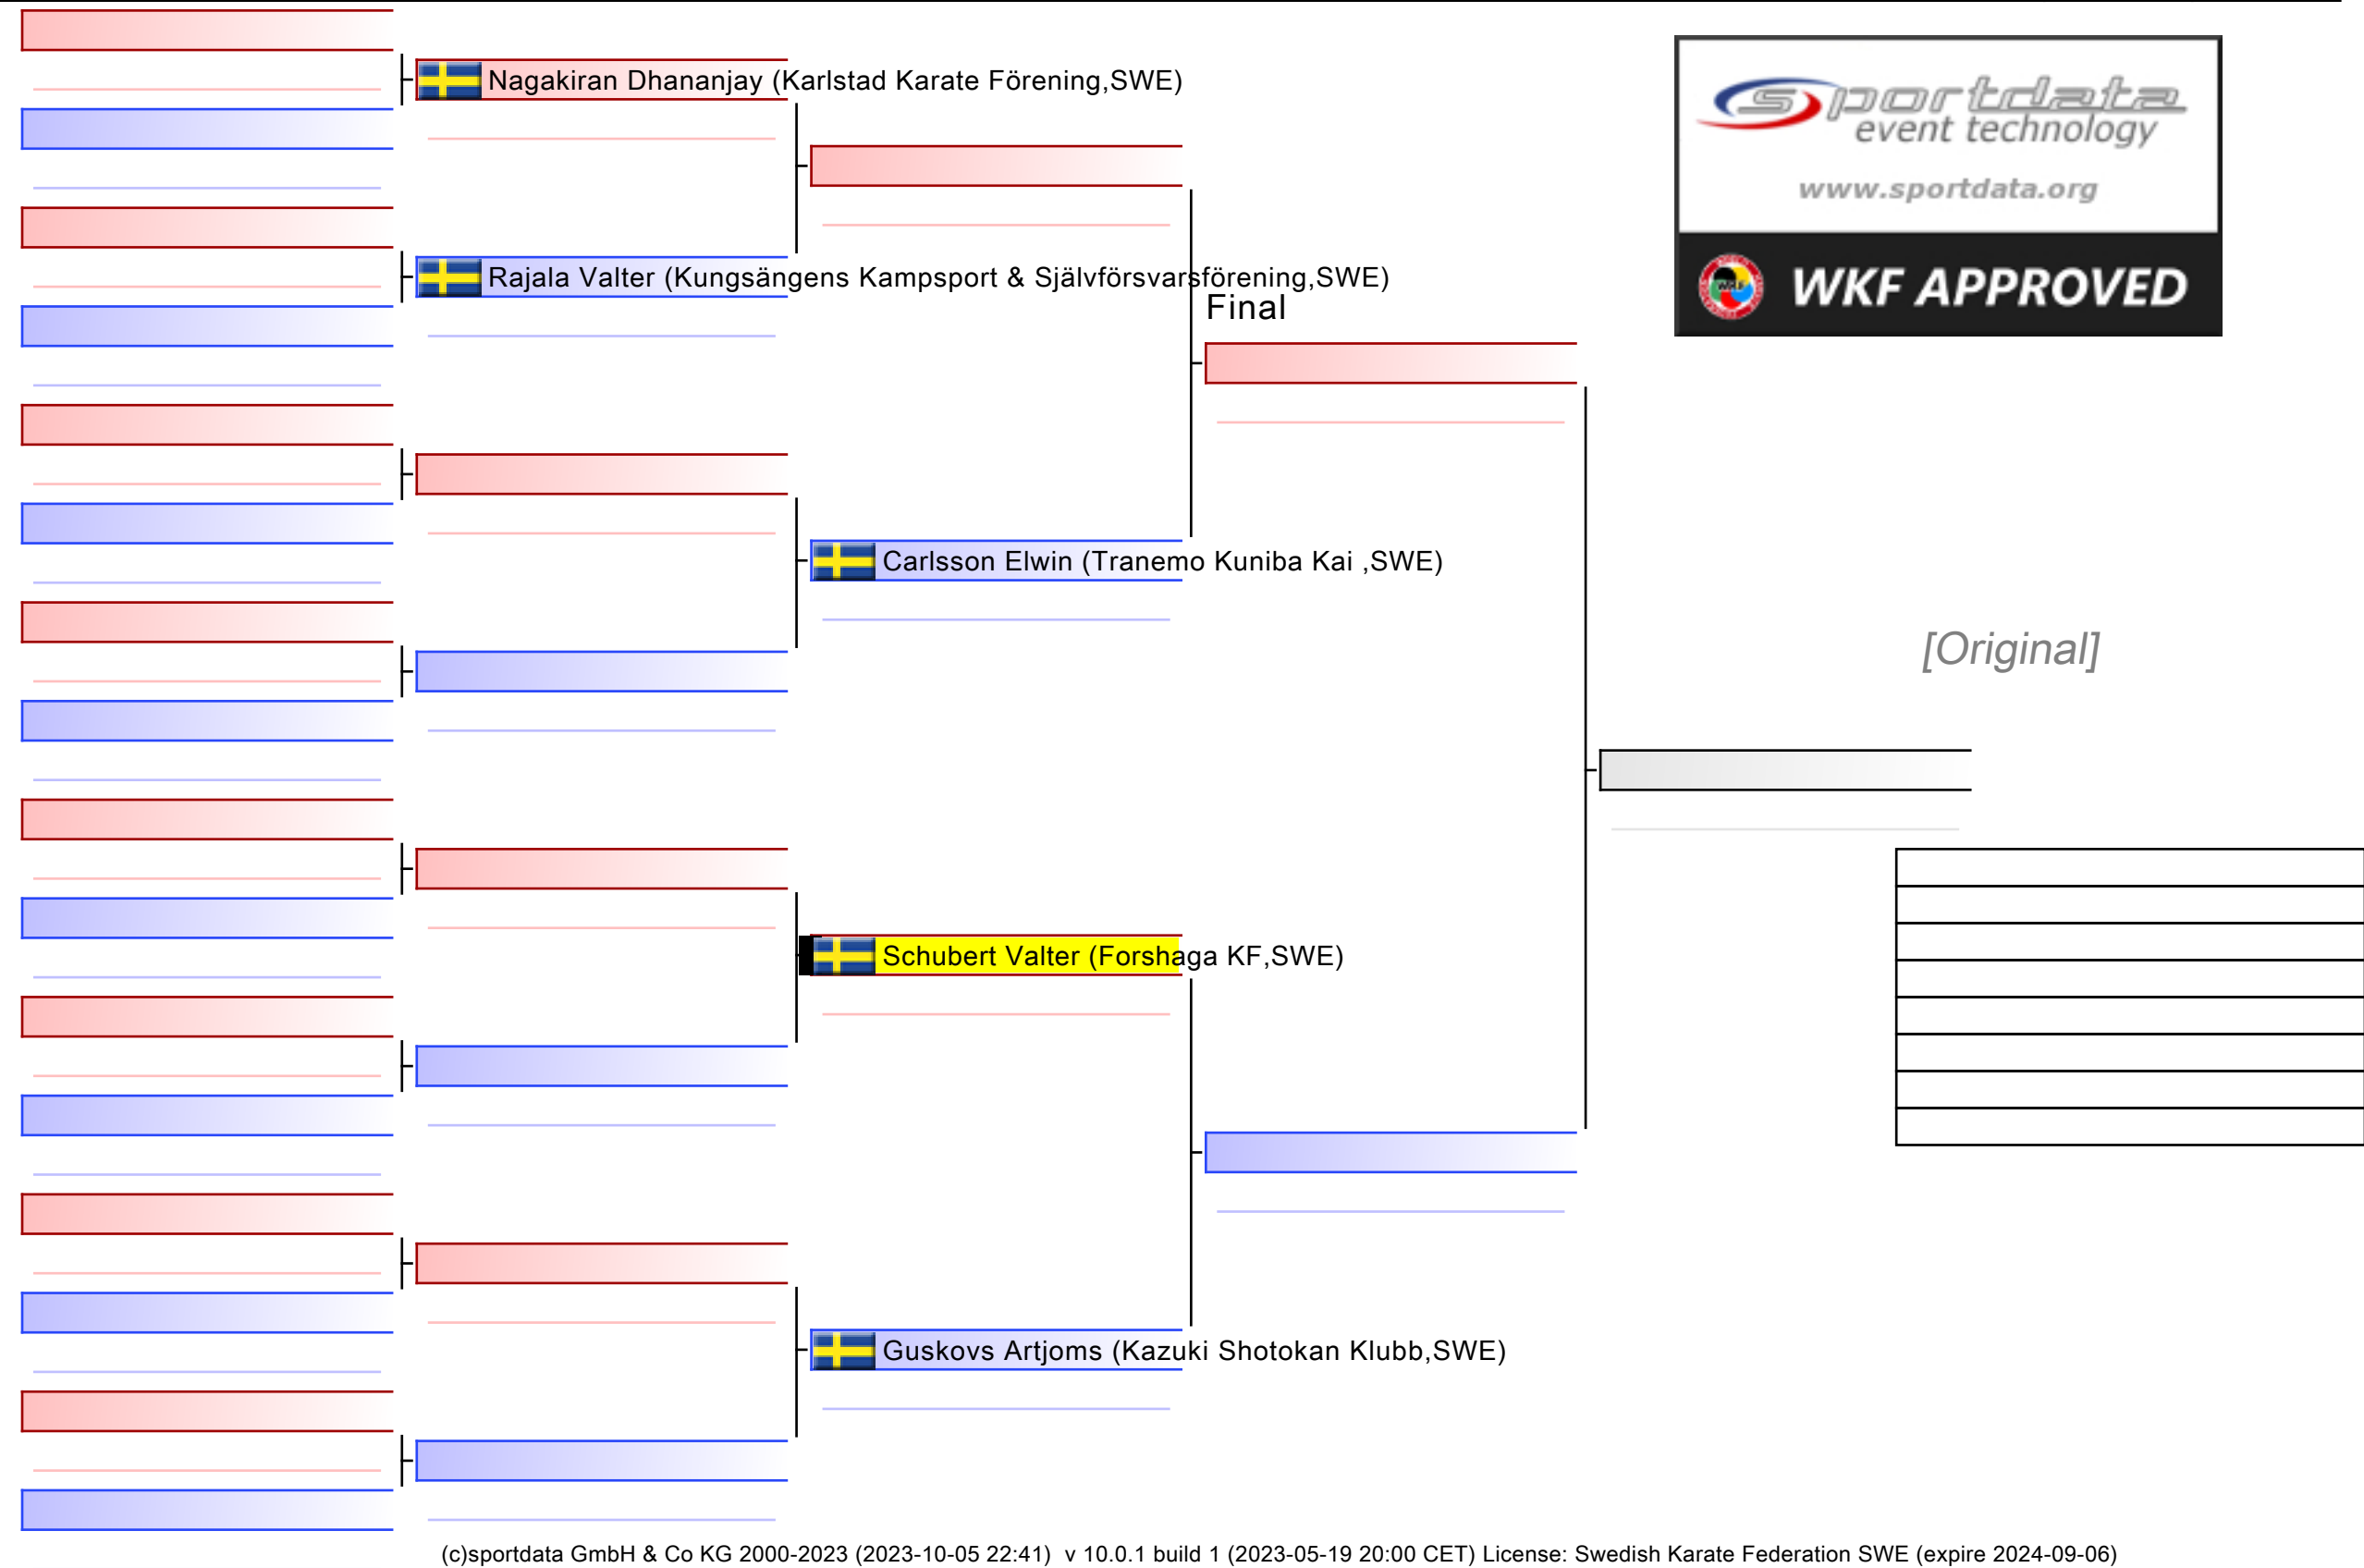 Nagakiran Dhananjay (Karlstad Karate Förening,SWE)
sportdata
event technology
www.sportdata.org
WKF APPROVED
Rajala Valter (Kungsängens Kampsport & Självförsvarsförening,SWE)
Final
Carlsson Elwin (Tranemo Kuniba Kai ,SWE)
[Original]
Schubert Valter (Forshaga KF,SWE)
Guskovs Artjoms (Kazuki Shotokan Klubb,SWE)
(c)sportdata GmbH & Co KG 2000-2023 (2023-10-05 22:41) v 10.0.1 build 1 (2023-05-19 20:00 CET) License: Swedish Karate Federation SWE (expire 2024-09-06)